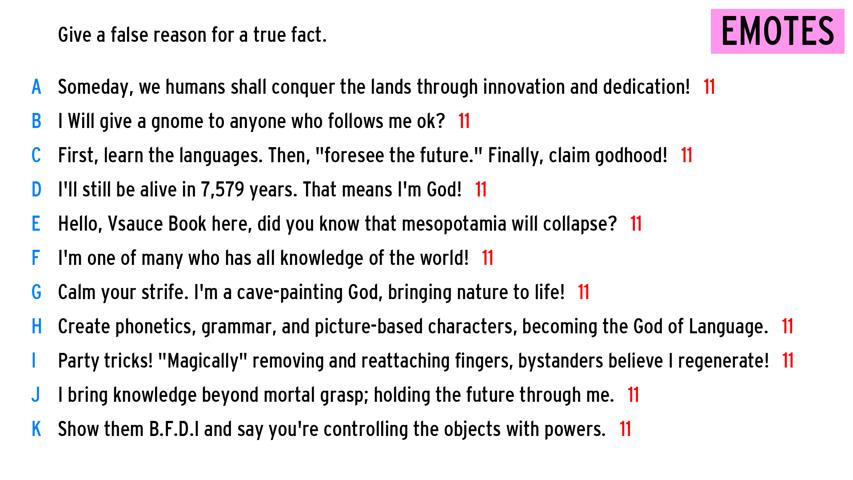 Give a false reason for a true fact.
EMOTES
A Someday, we humans shall conquer the lands through innovation and dedication! 11
B I Will give a gnome to anyone who follows me ok? 11
C First, learn the languages. Then, "foresee the future." Finally, claim godhood! 11
D I'll still be alive in 7,579 years. That means I'm God! 11
E Hello, Vsauce Book here, did you know that mesopotamia will collapse? 11
F I'm one of many who has all knowledge of the world! 11
G Calm your strife. I'm a cave-painting God, bringing nature to life! 11
H Create phonetics, grammar, and picture-based characters, becoming the God of Language. 11
I Party tricks! "Magically" removing and reattaching fingers, bystanders believe I regenerate! 11
J I bring knowledge beyond mortal grasp; holding the future through me. 11
K Show them B.F.D.I and say you're controlling the objects with powers. 11